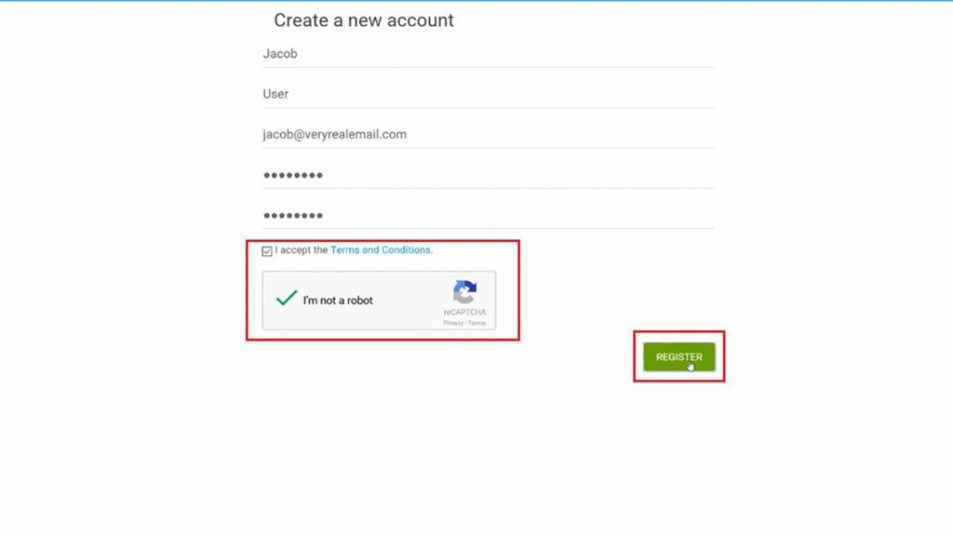 Create a new account
Jacob
User
jacob@veryrealemail.com
••••••••
••••••••
I accept the Terms and Conditions.
I'm not a robot
reCAPTCHA
Privacy - Terms
REGISTER